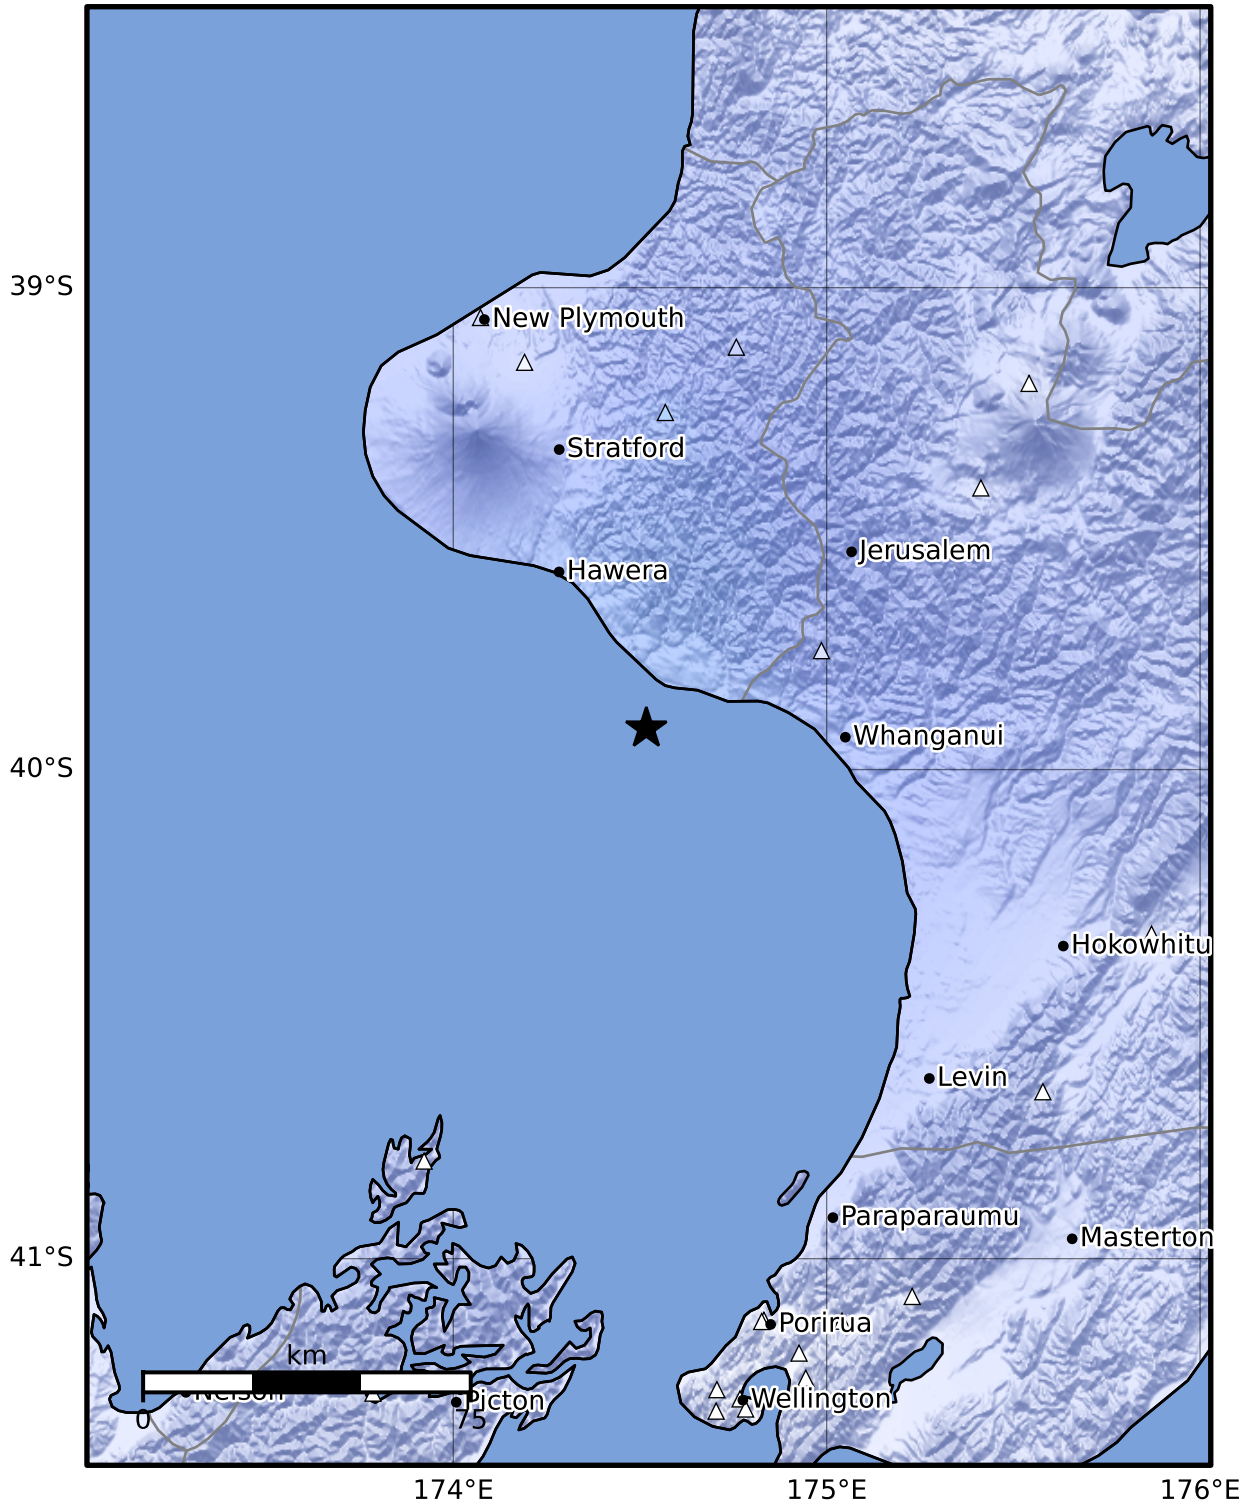 39°S
New Plymouth
Stratford
Jerusalem
Hawera
Whanganui
40°S
Hokowhitu
Levin
Paraparaumu
Masterton
41°S
Porirua
km
Nelson
Picton
Wellington
0
75
174°E
175°E
176°E